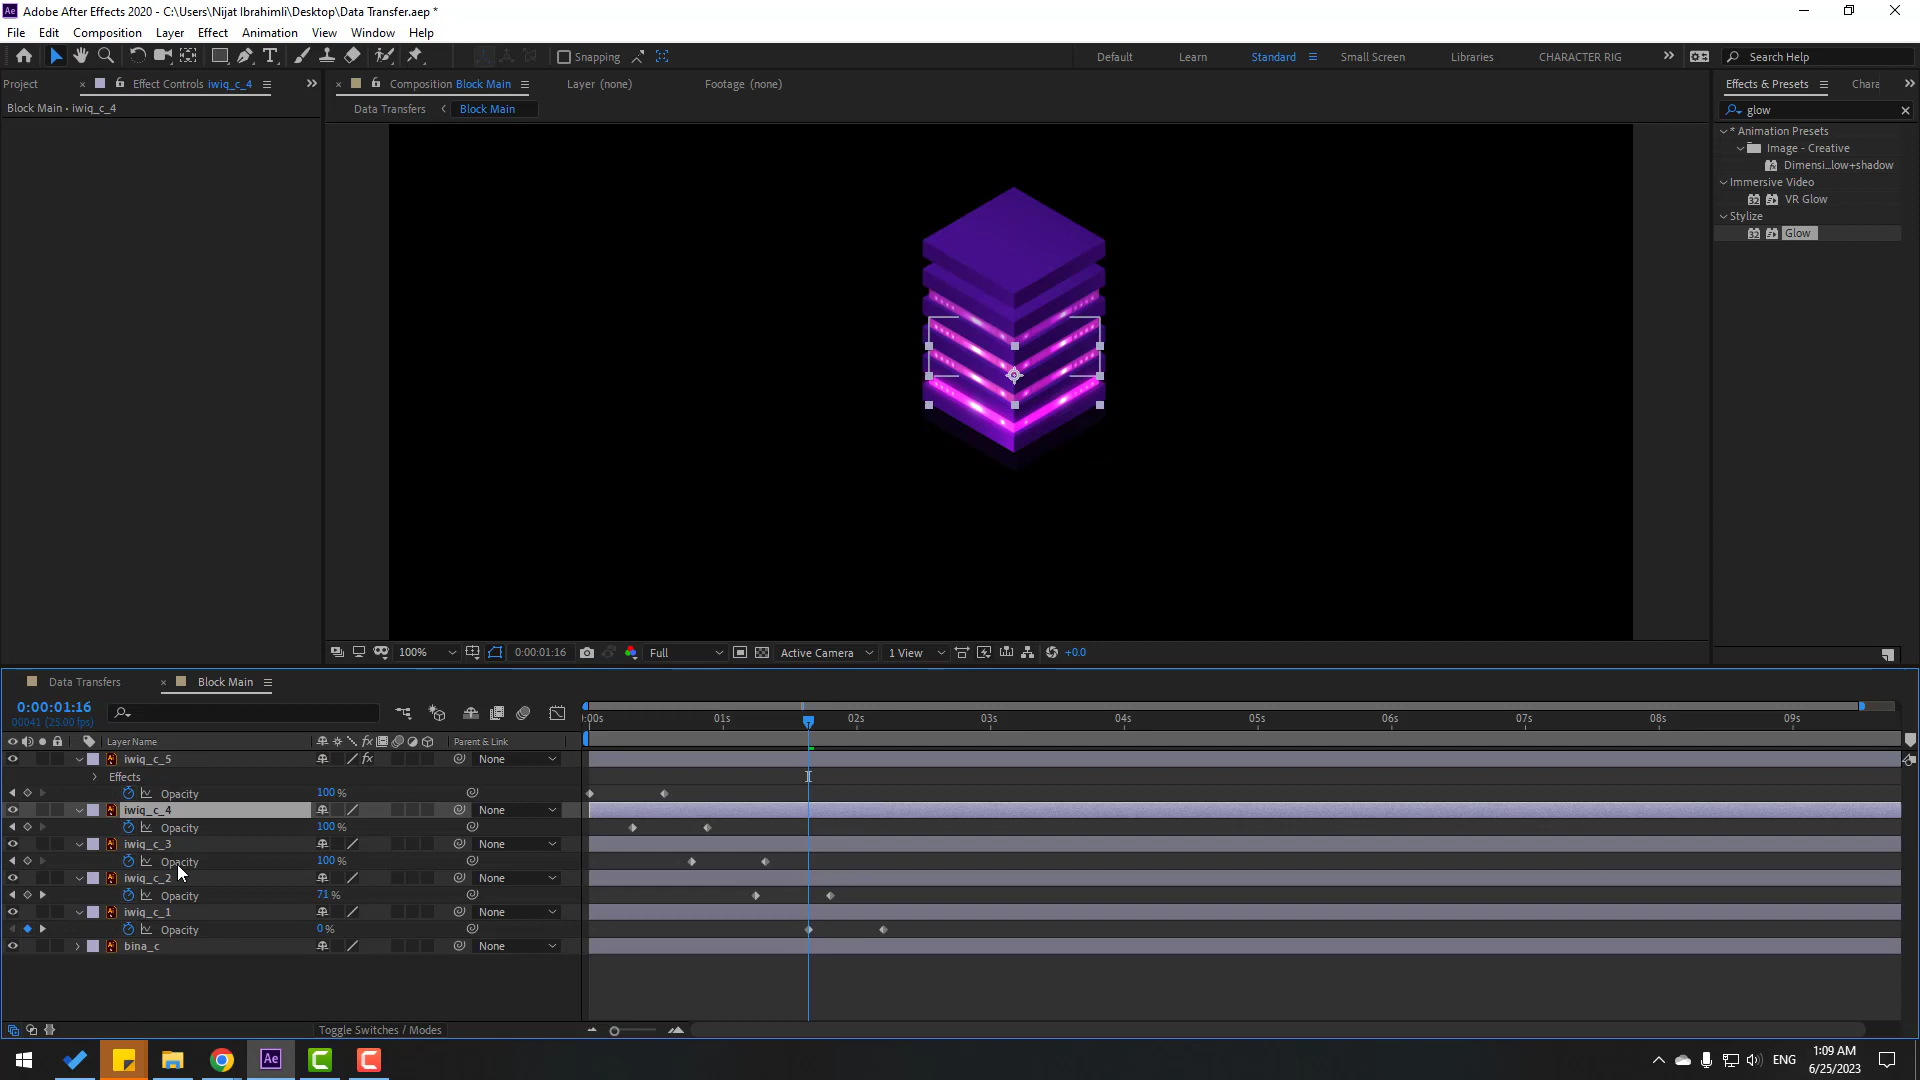 Adobe After Effects 2020 - C:\Users\Nijat Ibrahimli\Desktop\Data Transfer.aep *
File Edit Composition Layer Effect Animation View Window Help
Snapping Default Learn Standard Small Screen Libraries CHARACTER RIG Search Help
Project Effect Controls iwiq_c_4 Composition Block Main Layer (none) Footage (none) Effects & Presets Chara
Block Main • iwiq_c_4 Data Transfers Block Main glow
* Animation Presets
Image - Creative
Dimensi...low+shadow
Immersive Video
VR Glow
Stylize
Glow
100% 0:00:01:16 Full Active Camera 1 View +0.0
Data Transfers Block Main
0:00:01:16
00041 (25.00 fps)
:00s 01s 02s 03s 04s 05s 06s 07s 08s 09s
Layer Name Parent & Link
iwiq_c_5 None
Effects
Opacity 100 %
iwiq_c_4 None
Opacity 100 %
iwiq_c_3 None
Opacity 100 %
iwiq_c_2 None
Opacity 71 %
iwiq_c_1 None
Opacity 0 %
bina_c None
Toggle Switches / Modes
ENG 1:09 AM
6/25/2023